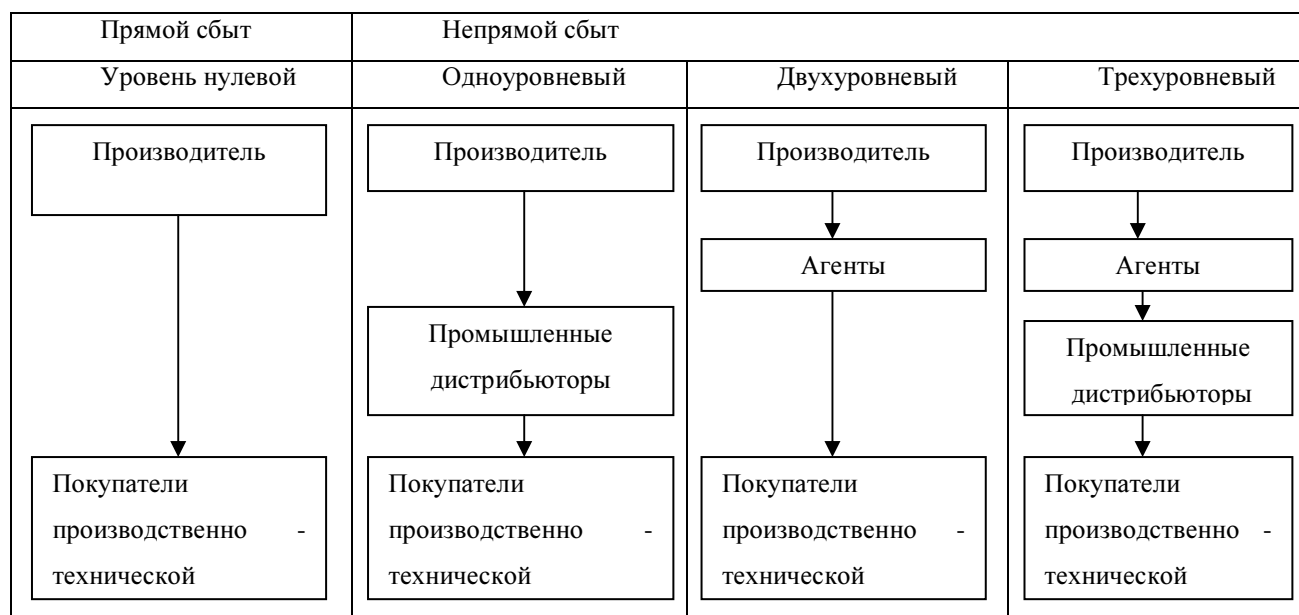 Прямой сбыт Непрямой сбыт
Уровень нулевой Одноуровневый Двухуровневый Трехуровневый
Производитель Производитель Производитель Производитель
Агенты Агенты
Промышленные
дистрибьюторы
Промышленные
дистрибьюторы
Покупатели
производственно -
технической
Покупатели
производственно -
технической
Покупатели
производственно -
технической
Покупатели
производственно -
технической